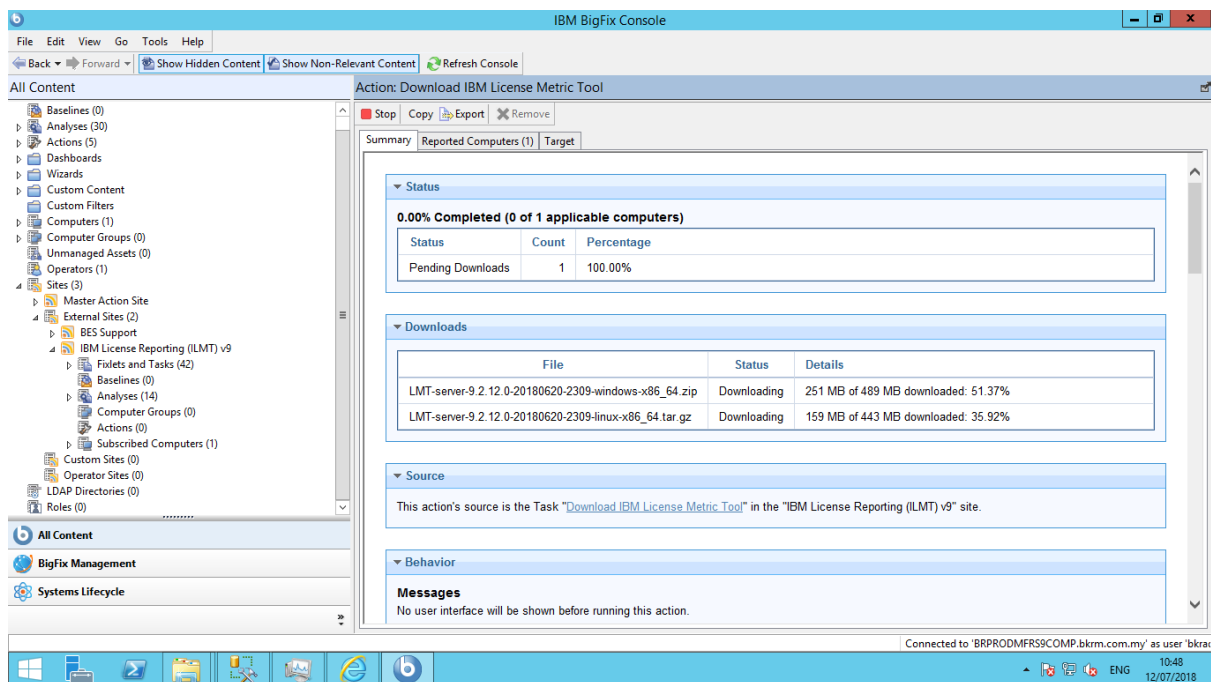 IBM BigFix Console
File Edit View Go Tools Help
Back Forward Show Hidden Content Show Non-Relevant Content Refresh Console
All Content
Baselines (0)
Analyses (30)
Actions (5)
Dashboards
Wizards
Custom Content
Custom Filters
Computers (1)
Computer Groups (0)
Unmanaged Assets (0)
Operators (1)
Sites (3)
Master Action Site
External Sites (2)
BES Support
IBM License Reporting (ILMT) v9
Fixlets and Tasks (42)
Baselines (0)
Analyses (14)
Computer Groups (0)
Actions (0)
Subscribed Computers (1)
Custom Sites (0)
Operator Sites (0)
LDAP Directories (0)
Roles (0)
All Content
BigFix Management
Systems Lifecycle
Action: Download IBM License Metric Tool
Stop Copy Export Remove
Summary Reported Computers (1) Target
Status
0.00% Completed (0 of 1 applicable computers)
Status Count Percentage
Pending Downloads 1 100.00%
Downloads
File Status Details
LMT-server-9.2.12.0-20180620-2309-windows-x86_64.zip Downloading 251 MB of 489 MB downloaded: 51.37%
LMT-server-9.2.12.0-20180620-2309-linux-x86_64.tar.gz Downloading 159 MB of 443 MB downloaded: 35.92%
Source
This action's source is the Task "Download IBM License Metric Tool" in the "IBM License Reporting (ILMT) v9" site.
Behavior
Messages
No user interface will be shown before running this action.
Connected to 'BRPRODMFRS9COMP.bkrm.com.my' as user 'bkrac
ENG
10:48
12/07/2018